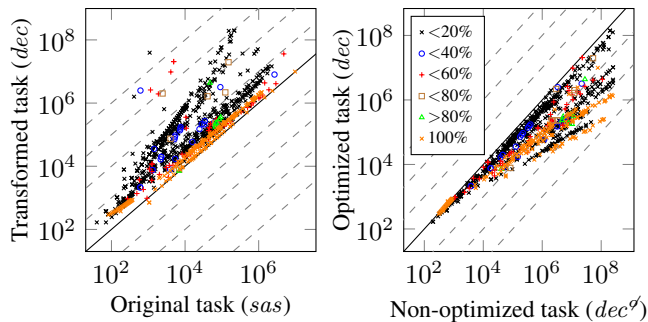 Transformed task (dec)
10^8
10^6
10^4
10^2
10^2 10^4 10^6
Original task (sas)
Optimized task (dec)
10^8
10^6
10^4
10^2
<20%
<40%
<60%
<80%
>80%
100%
10^2 10^4 10^6 10^8
Non-optimized task (dec^∅)